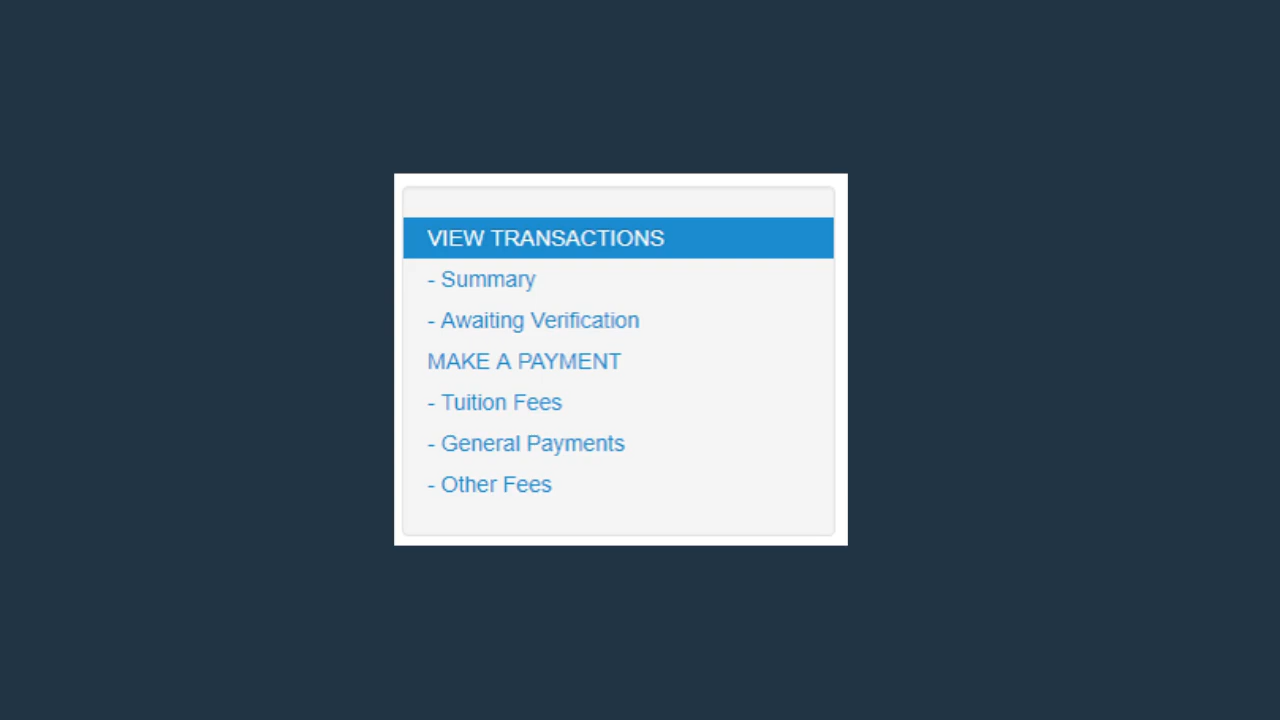 VIEW TRANSACTIONS
- Summary
- Awaiting Verification
MAKE A PAYMENT
- Tuition Fees
- General Payments
- Other Fees